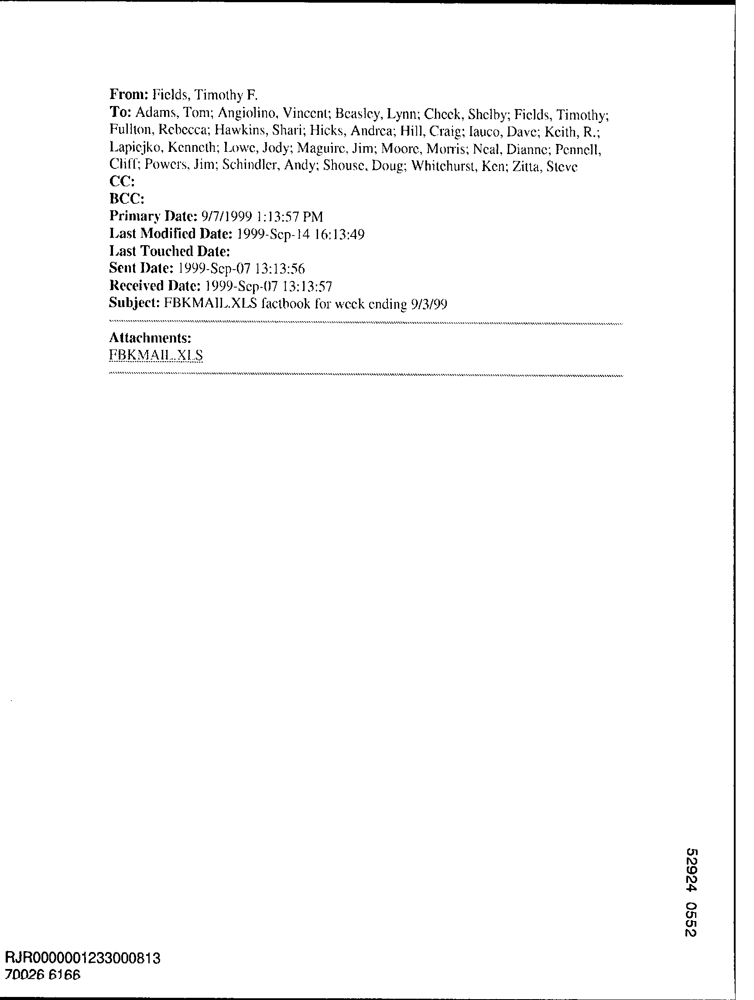 From: Fields, Timothy F.
To: Adams, Tom; Angiolino, Vincent; Beasley, Lynn; Cheek, Shelby; Fields, Timothy;
Fullton, Rebecca; Hawkins, Shari; Hicks, Andrea; Hill, Craig; Iauco, Dave; Keith, R.;
Lapiejko, Kenneth; Lowe, Jody; Maguire, Jim; Moore, Morris; Neal, Dianne; Pennell,
Cliff; Powers, Jim; Schindler, Andy; Shouse, Doug; Whitehurst, Ken; Zitta, Steve
CC:
BCC:
Primary Date: 9/7/1999 1:13:57 PM
Last Modified Date: 1999-Sep-14 16:13:49
Last Touched Date:
Sent Date: 1999-Sep-07 13:13:56
Received Date: 1999-Sep-07 13:13:57
Subject: FBKMAIL.XLS factbook for week ending 9/3/99
Attachments:
FBKMAIL.XLS
52924 0552
RJR0000001233000813
70026 6166